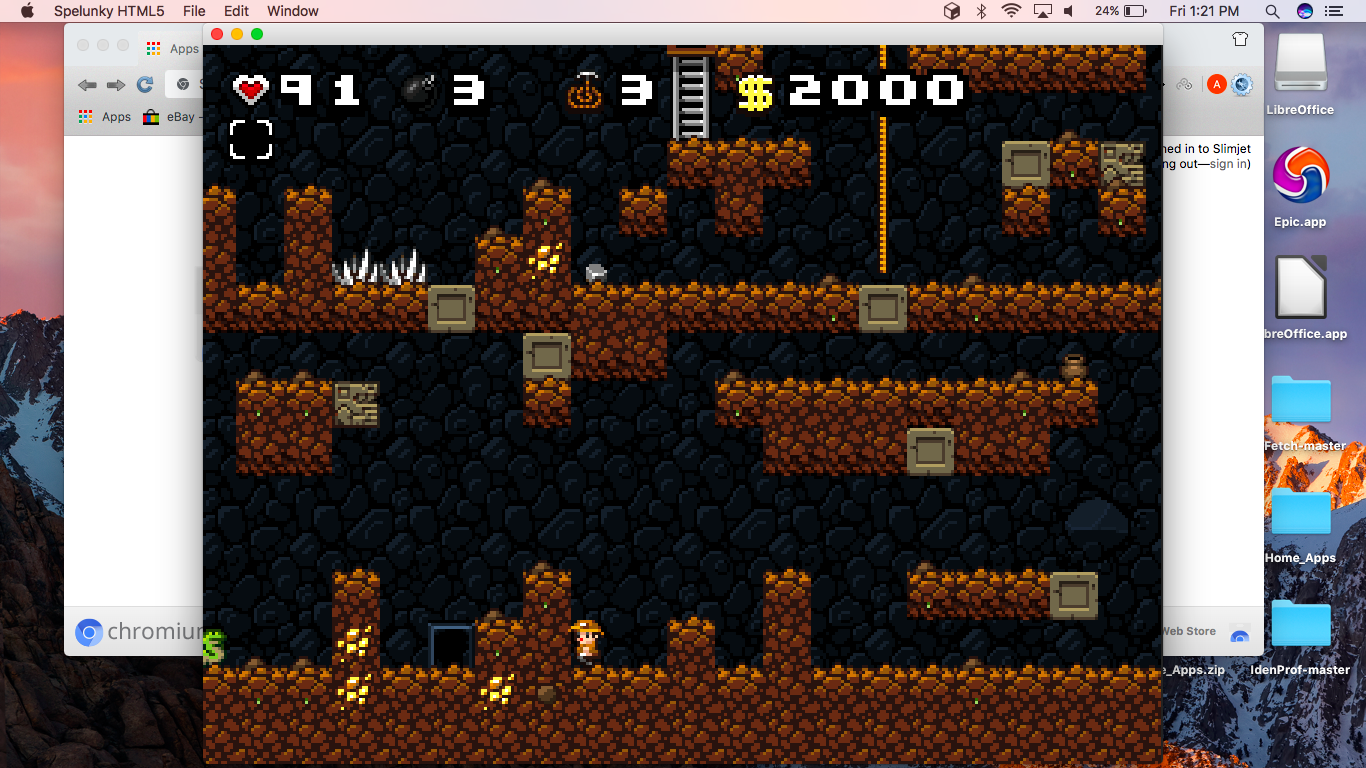 Spelunky HTML5 File Edit Window 24% Fri 1:21 PM
Apps
91 3 3 $2000 A
S
Apps eBay LibreOffice
ned in to Slimjet
ng out—sign in)
Epic.app
breOffice.app
Fetch-master
Home_Apps
$ chromiur Web Store
e_Apps.zip IdenProf-master